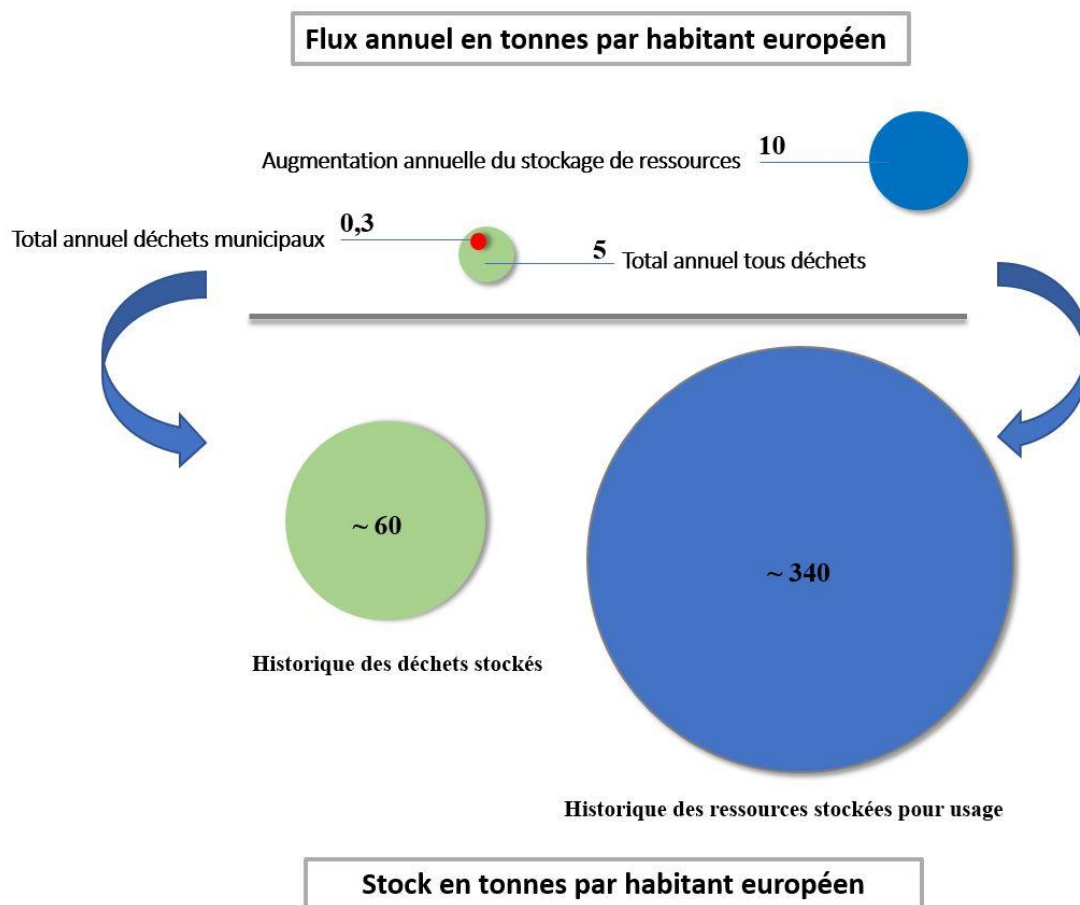 Flux annuel en tonnes par habitant européen
Augmentation annuelle du stockage de ressources
10
Total annuel déchets municipaux
0,3
5
Total annuel tous déchets
~ 60
~ 340
Historique des déchets stockés
Historique des ressources stockées pour usage
Stock en tonnes par habitant européen